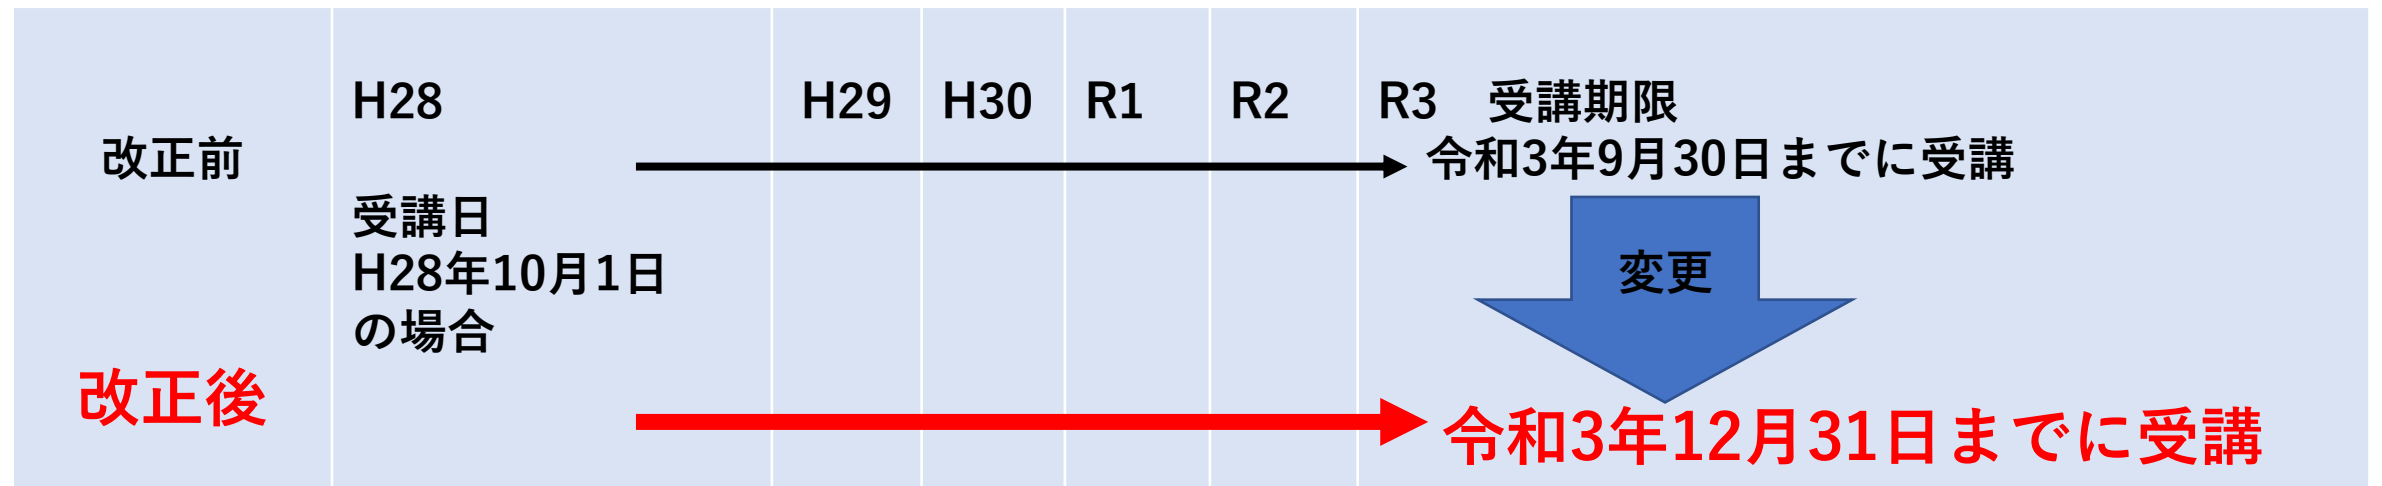 H28
H29
H30
R1
R2
R3 受講期限
改正前
令和3年9月30日までに受講
受講日
H28年10月1日
の場合
変更
改正後
令和3年12月31日までに受講